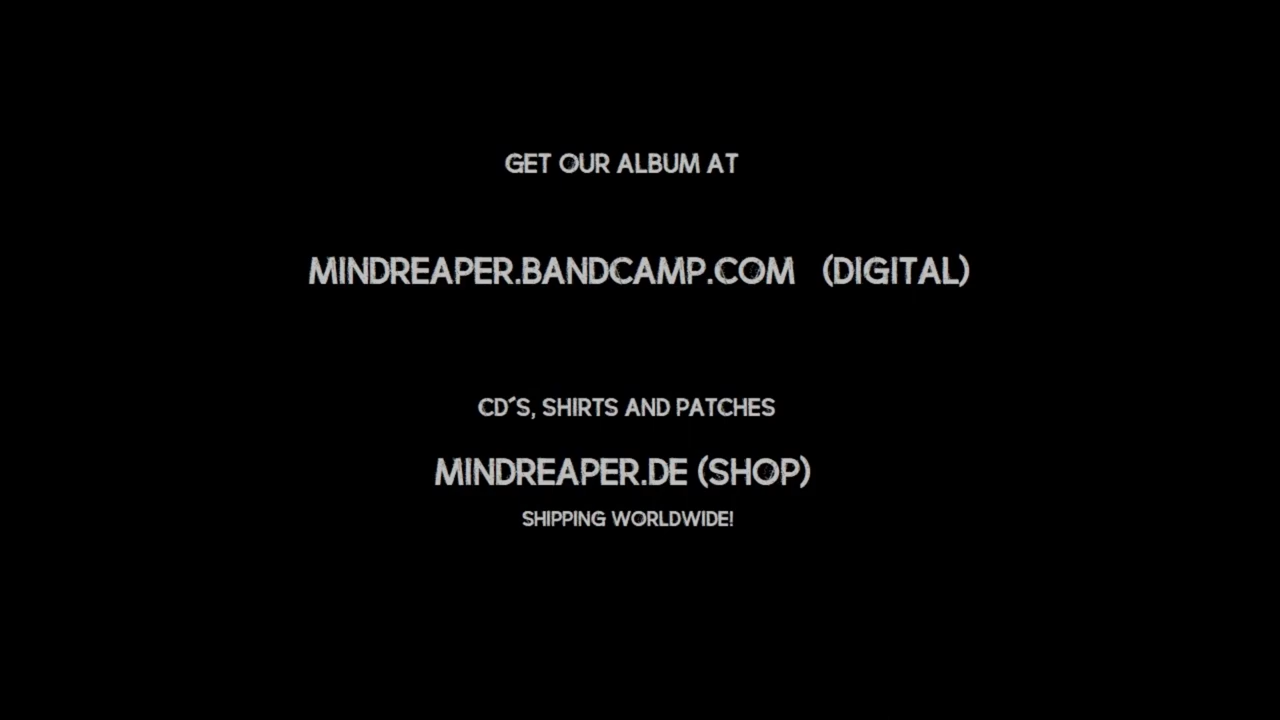 GET OUR ALBUM AT
MINDREAPER.BANDCAMP.COM (DIGITAL)
CD´S, SHIRTS AND PATCHES
MINDREAPER.DE (SHOP)
SHIPPING WORLDWIDE!